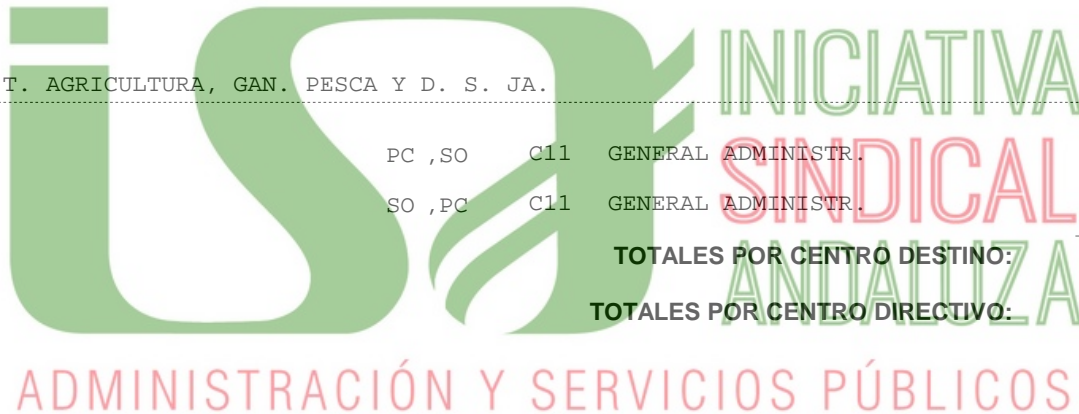 isa
INICIATIVA
T. AGRICULTURA, GAN. PESCA Y D. S. JA.
PC ,SO C11 GENERAL ADMINISTR.
SINDICAL
SO ,PC C11 GENERAL ADMINISTR.
TOTALES POR CENTRO DESTINO:
ANDALUZA
TOTALES POR CENTRO DIRECTIVO:
ADMINISTRACIÓN Y SERVICIOS PÚBLICOS